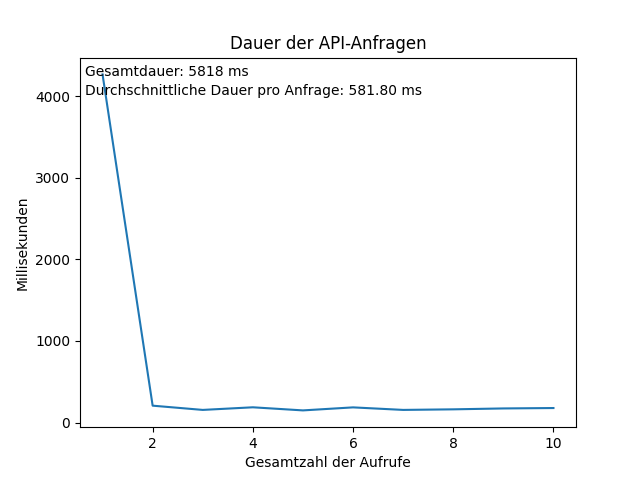 Dauer der API-Anfragen
Gesamtdauer: 5818 ms
Durchschnittliche Dauer pro Anfrage: 581.80 ms
Millisekunden
4000
3000
2000
1000
0
2 4 6 8 10
Gesamtzahl der Aufrufe